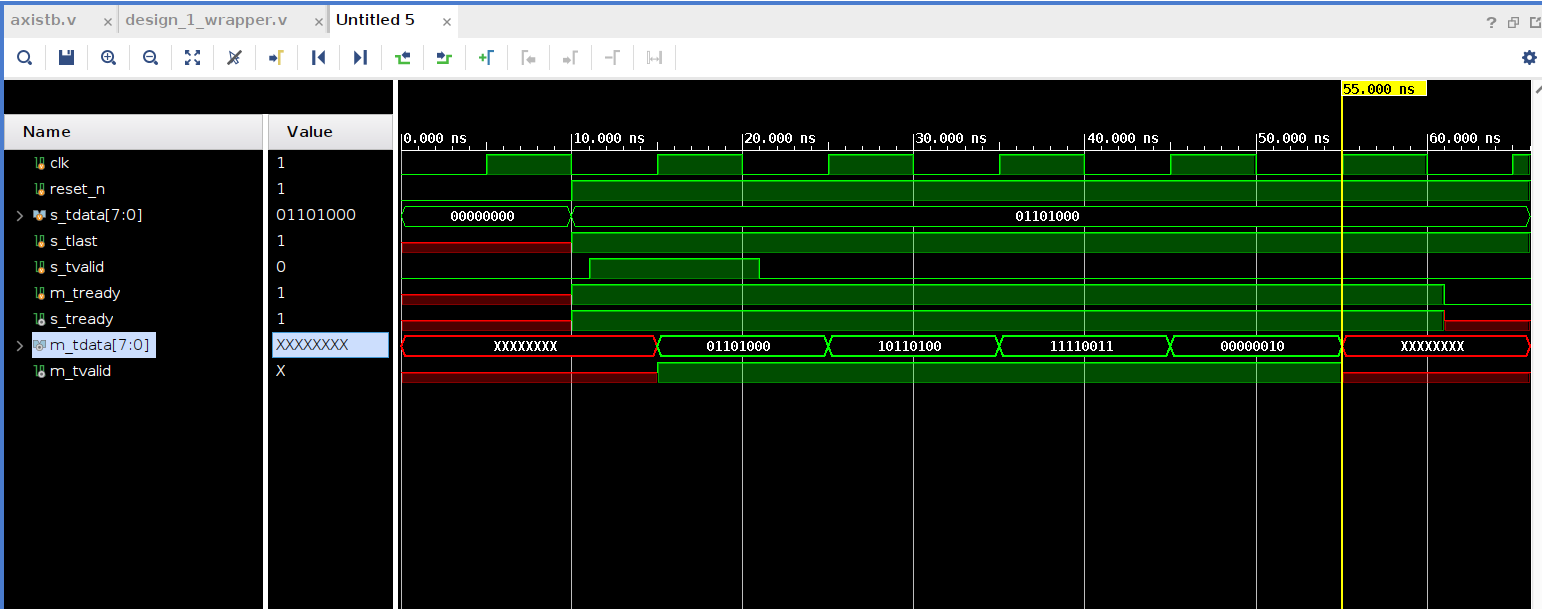 axistb.v × design_1_wrapper.v × Untitled 5 × ?
55.000 ns
Name Value 0.000 ns 10.000 ns 20.000 ns 30.000 ns 40.000 ns 50.000 ns 60.000 ns
clk 1
reset_n 1
s_tdata[7:0] 01101000 00000000 01101000
s_tlast 1
s_tvalid 0
m_tready 1
s_tready 1
m_tdata[7:0] XXXXXXXX XXXXXXXX 01101000 10110100 11110011 00000010 XXXXXXXX
m_tvalid X